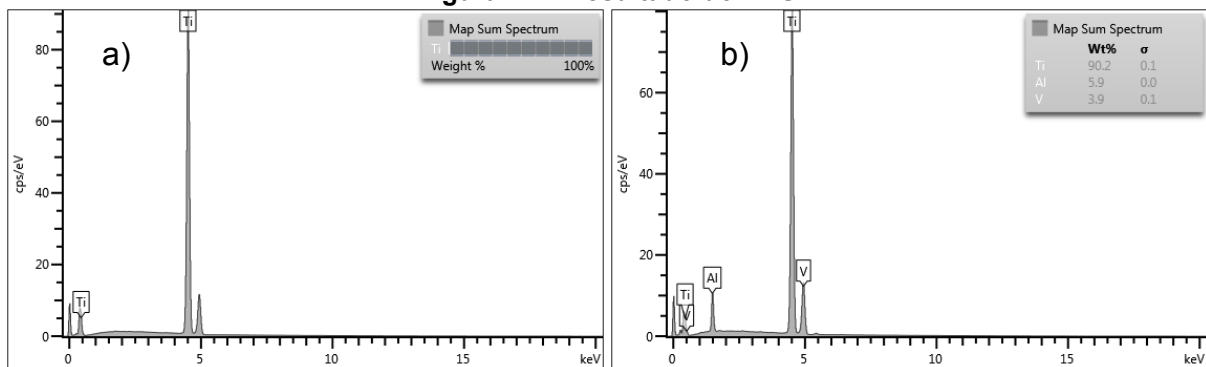 a)
Ti
Map Sum Spectrum
Ti
Weight % 100%
80
60
40
20
0
cps/eV
Ti
0 5 10 15 keV
b)
Ti
Map Sum Spectrum
Wt% σ
Ti 90.2 0.1
Al 5.9 0.0
V 3.9 0.1
60
40
20
0
cps/eV
Ti
V
Al
V
0 5 10 15 keV